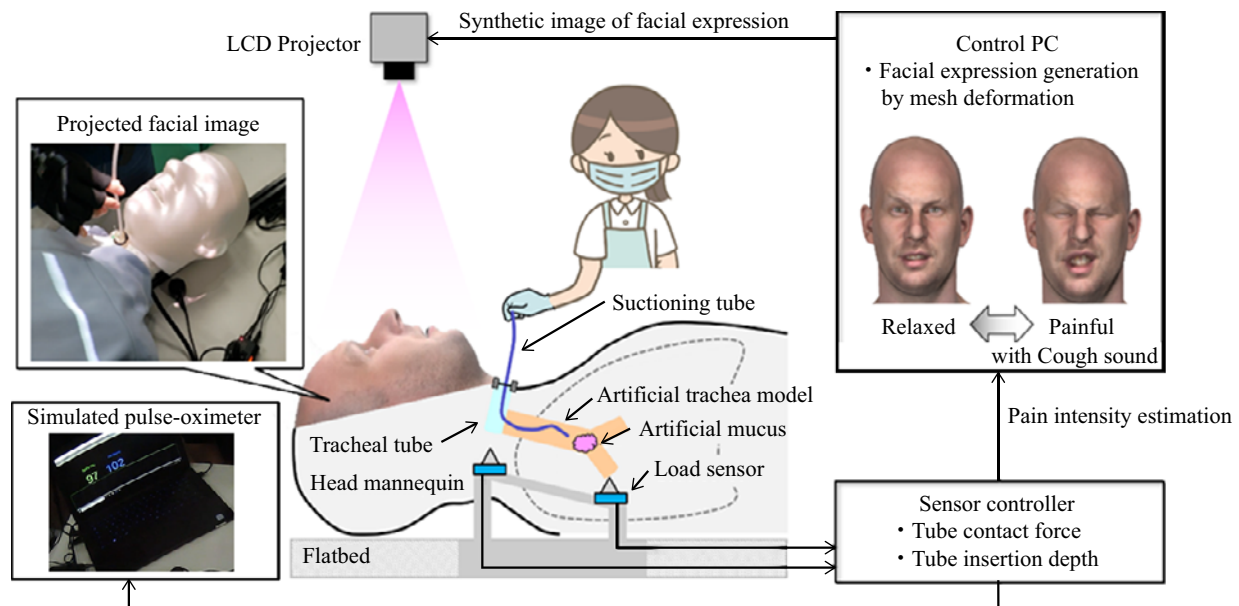 Synthetic image of facial expression
LCD Projector
Control PC
・Facial expression generation
by mesh deformation
Projected facial image
Suctioning tube
Relaxed
Painful
with Cough sound
Simulated pulse-oximeter
97
102
Artificial trachea model
Pain intensity estimation
Tracheal tube
Artificial mucus
Head mannequin
Load sensor
Sensor controller
・Tube contact force
・Tube insertion depth
Flatbed